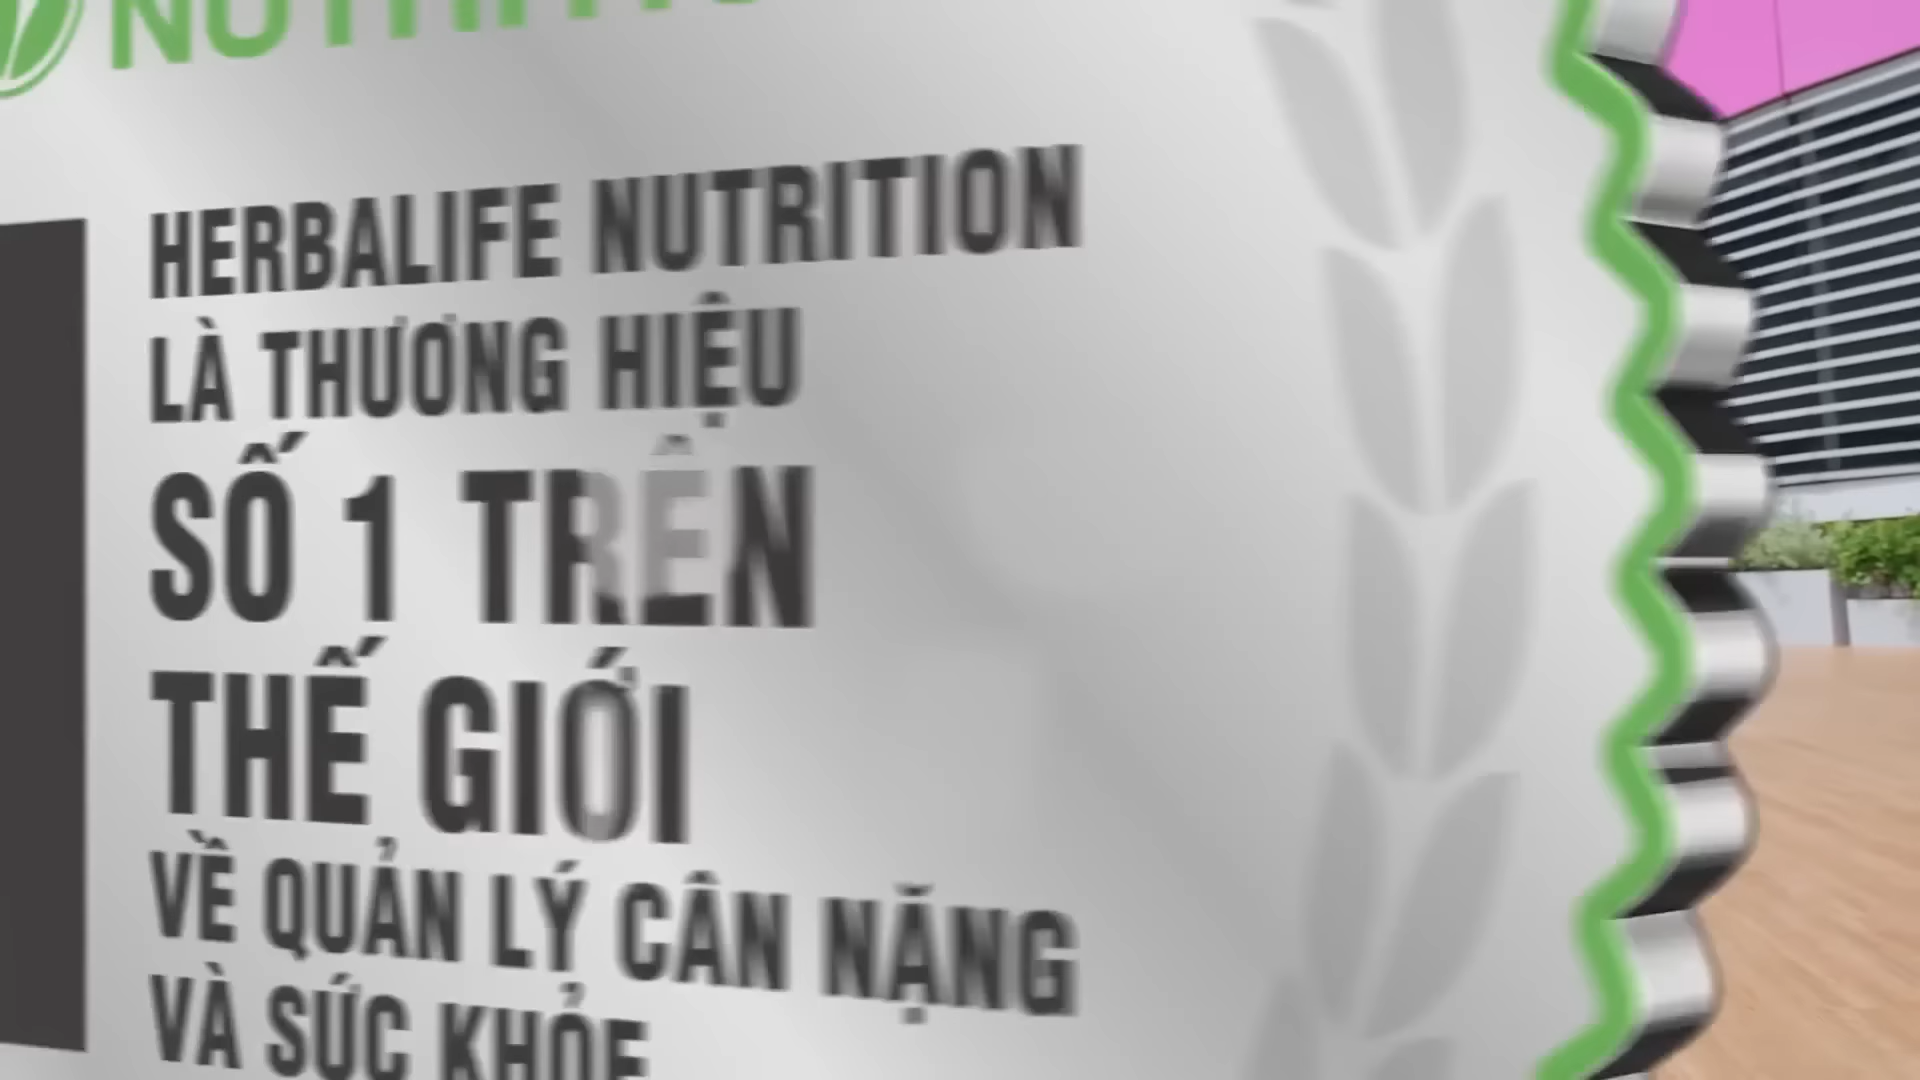 HERBALIFE NUTRITION
LÀ THƯƠNG HIỆU
SỐ 1 TRÊN
THẾ GIỚI
VỀ QUẢN LÝ CÂN NẶNG
VÀ SỨC KHỎE